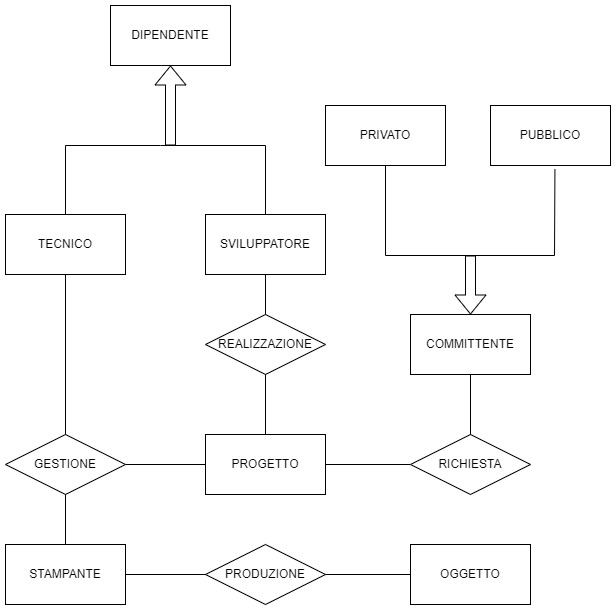 DIPENDENTE
PRIVATO
PUBBLICO
TECNICO
SVILUPPATORE
REALIZZAZIONE
COMMITTENTE
GESTIONE
PROGETTO
RICHIESTA
STAMPANTE
PRODUZIONE
OGGETTO